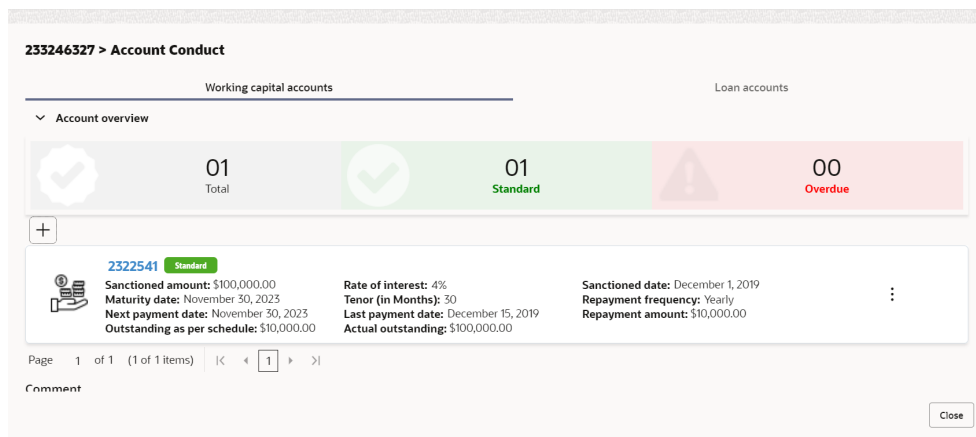 233246327 > Account Conduct
Working capital accounts
Loan accounts
Account overview
01
Total
01
Standard
00
Overdue
2322541 Standard
Sanctioned amount: $100,000.00
Maturity date: November 30, 2023
Next payment date: November 30, 2023
Outstanding as per schedule: $10,000.00
Rate of interest: 4%
Tenor (in Months): 30
Last payment date: December 15, 2019
Actual outstanding: $100,000.00
Sanctioned date: December 1, 2019
Repayment frequency: Yearly
Repayment amount: $10,000.00
Page 1 of 1 (1 of 1 items) 1
Comment
Close